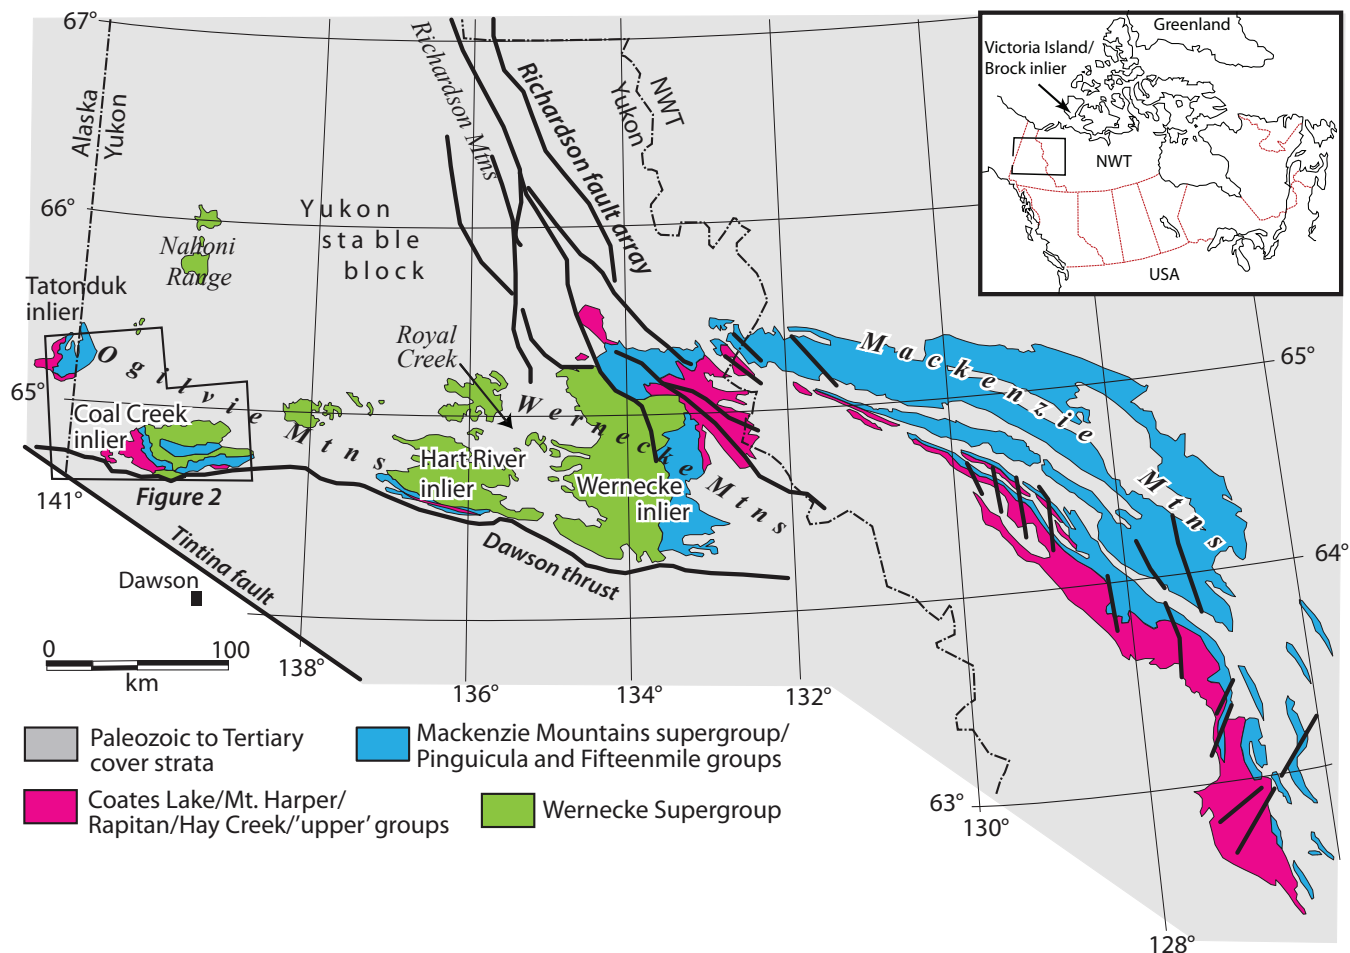 67°
Alaska
Yukon
Richardson Mtns
Richardson fault array
NWT
Yukon
Greenland
Victoria Island/
Brock inlier
NWT
USA
66°
Nahoni
Range
Yukon
stable
block
Tatonduk
inlier
Royal
Creek
Ogilvie Mtns
65°
Mackenzie Mtns
65°
Coal Creek
inlier
Wernecke Mtns
Hart River
inlier
Wernecke
inlier
141°
Figure 2
Dawson thrust
64°
Tintina fault
Dawson
0 100
km
138°
136°
134°
132°
63°
130°
128°
Paleozoic to Tertiary
cover strata
Mackenzie Mountains supergroup/
Pinguicula and Fifteenmile groups
Coates Lake/Mt. Harper/
Rapitan/Hay Creek/'upper' groups
Wernecke Supergroup